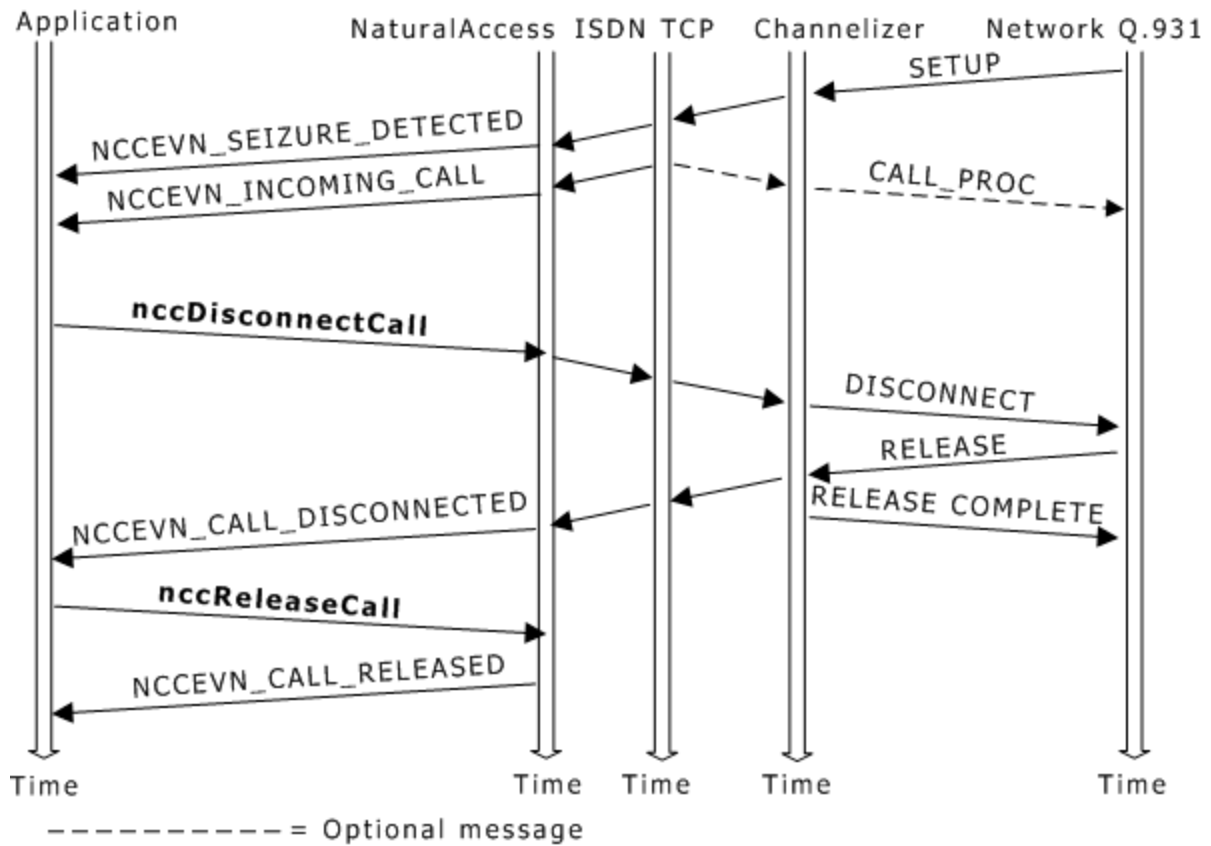 Application NaturalAccess ISDN TCP Channelizer Network Q.931
SETUP
NCCEVN_SEIZURE_DETECTED
NCCEVN_INCOMING_CALL
CALL_PROC
nccDisconnectCall
DISCONNECT
RELEASE
NCCEVN_CALL_DISCONNECTED
RELEASE COMPLETE
nccReleaseCall
NCCEVN_CALL_RELEASED
Time Time Time Time Time
= Optional message